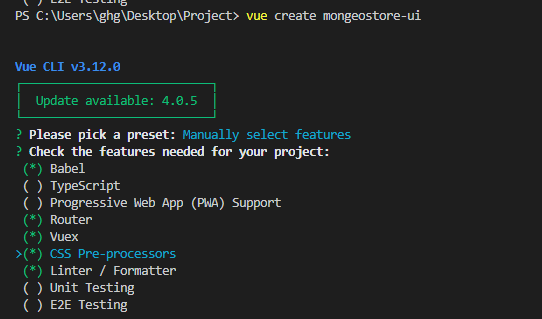 ( ) E2E Testing
PS C:\Users\ghg\Desktop\Project> vue create mongeostore-ui
Vue CLI v3.12.0
Update available: 4.0.5
? Please pick a preset: Manually select features
? Check the features needed for your project:
(*) Babel
( ) TypeScript
( ) Progressive Web App (PWA) Support
(*) Router
(*) Vuex
>(*) CSS Pre-processors
(*) Linter / Formatter
( ) Unit Testing
( ) E2E Testing